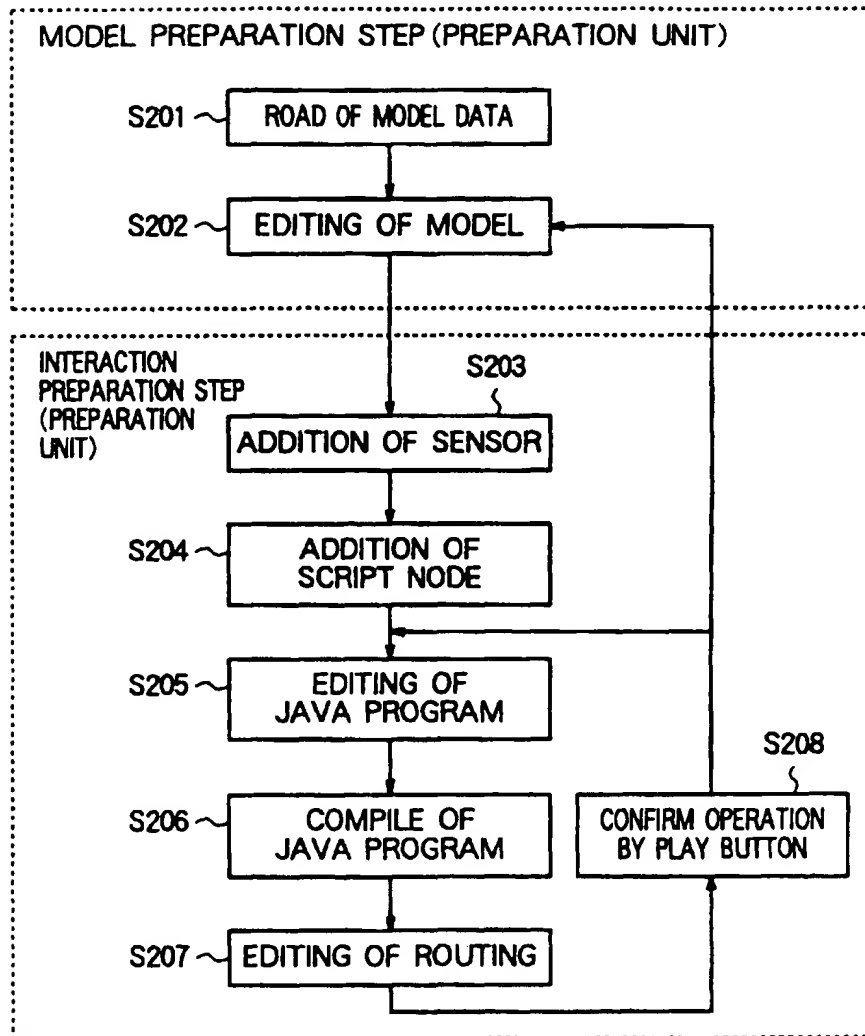 MODEL PREPARATION STEP (PREPARATION UNIT)
S201
ROAD OF MODEL DATA
S202
EDITING OF MODEL
INTERACTION
PREPARATION STEP
(PREPARATION
UNIT)
S203
ADDITION OF SENSOR
S204
ADDITION OF
SCRIPT NODE
S205
EDITING OF
JAVA PROGRAM
S206
COMPILE OF
JAVA PROGRAM
S208
CONFIRM OPERATION
BY PLAY BUTTON
S207
EDITING OF ROUTING